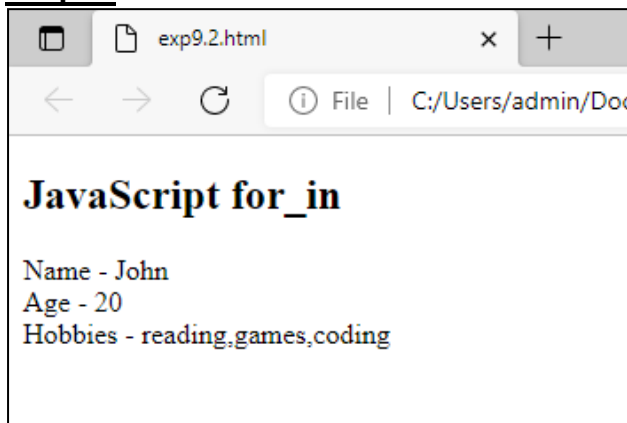 exp9.2.html
File | C:/Users/admin/Doc
JavaScript for_in
Name - John
Age - 20
Hobbies - reading,games,coding